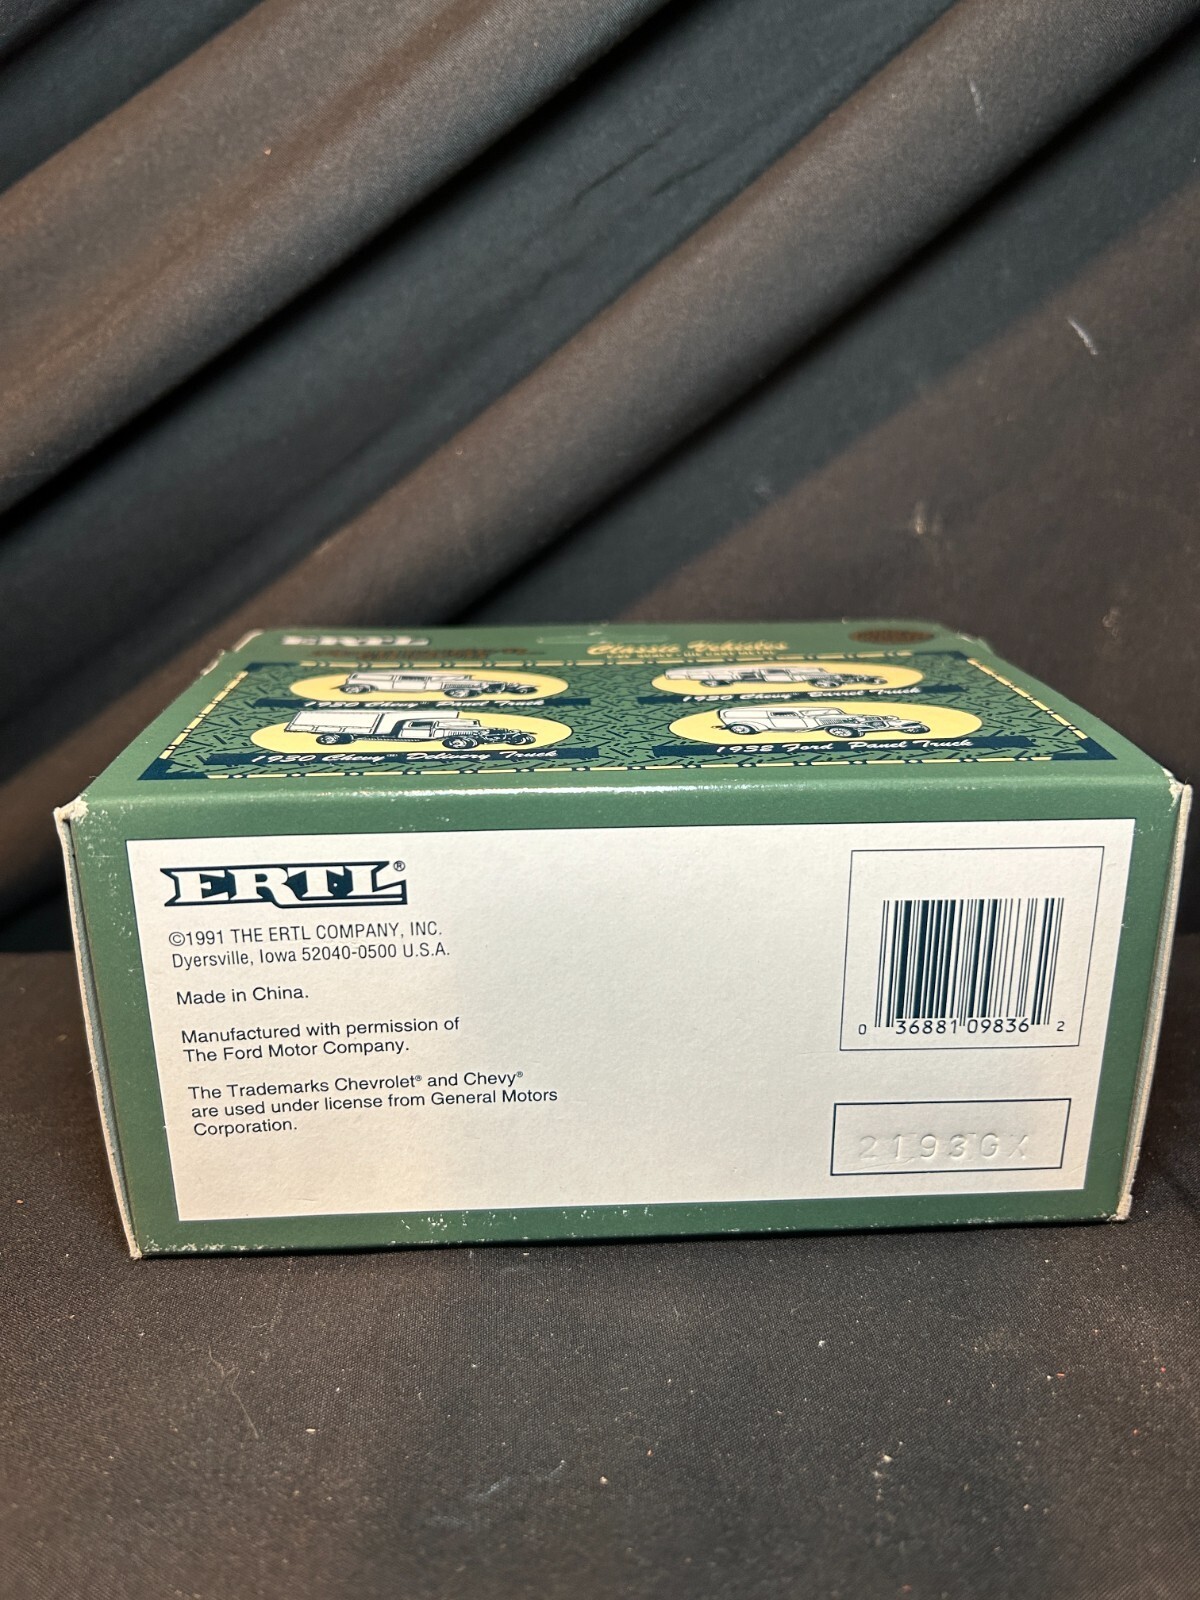 ERTL
Classic Vehicles
1930 Chevy Panel Truck
1930 Chevy Barrel Truck
1930 Chevy Delivery Truck
1932 Ford Panel Truck
ERTL®
©1991 THE ERTL COMPANY, INC.
Dyersville, Iowa 52040-0500 U.S.A.
Made in China.
Manufactured with permission of
The Ford Motor Company.
The Trademarks Chevrolet® and Chevy®
are used under license from General Motors
Corporation.
0 36881 09836 2
2193GX